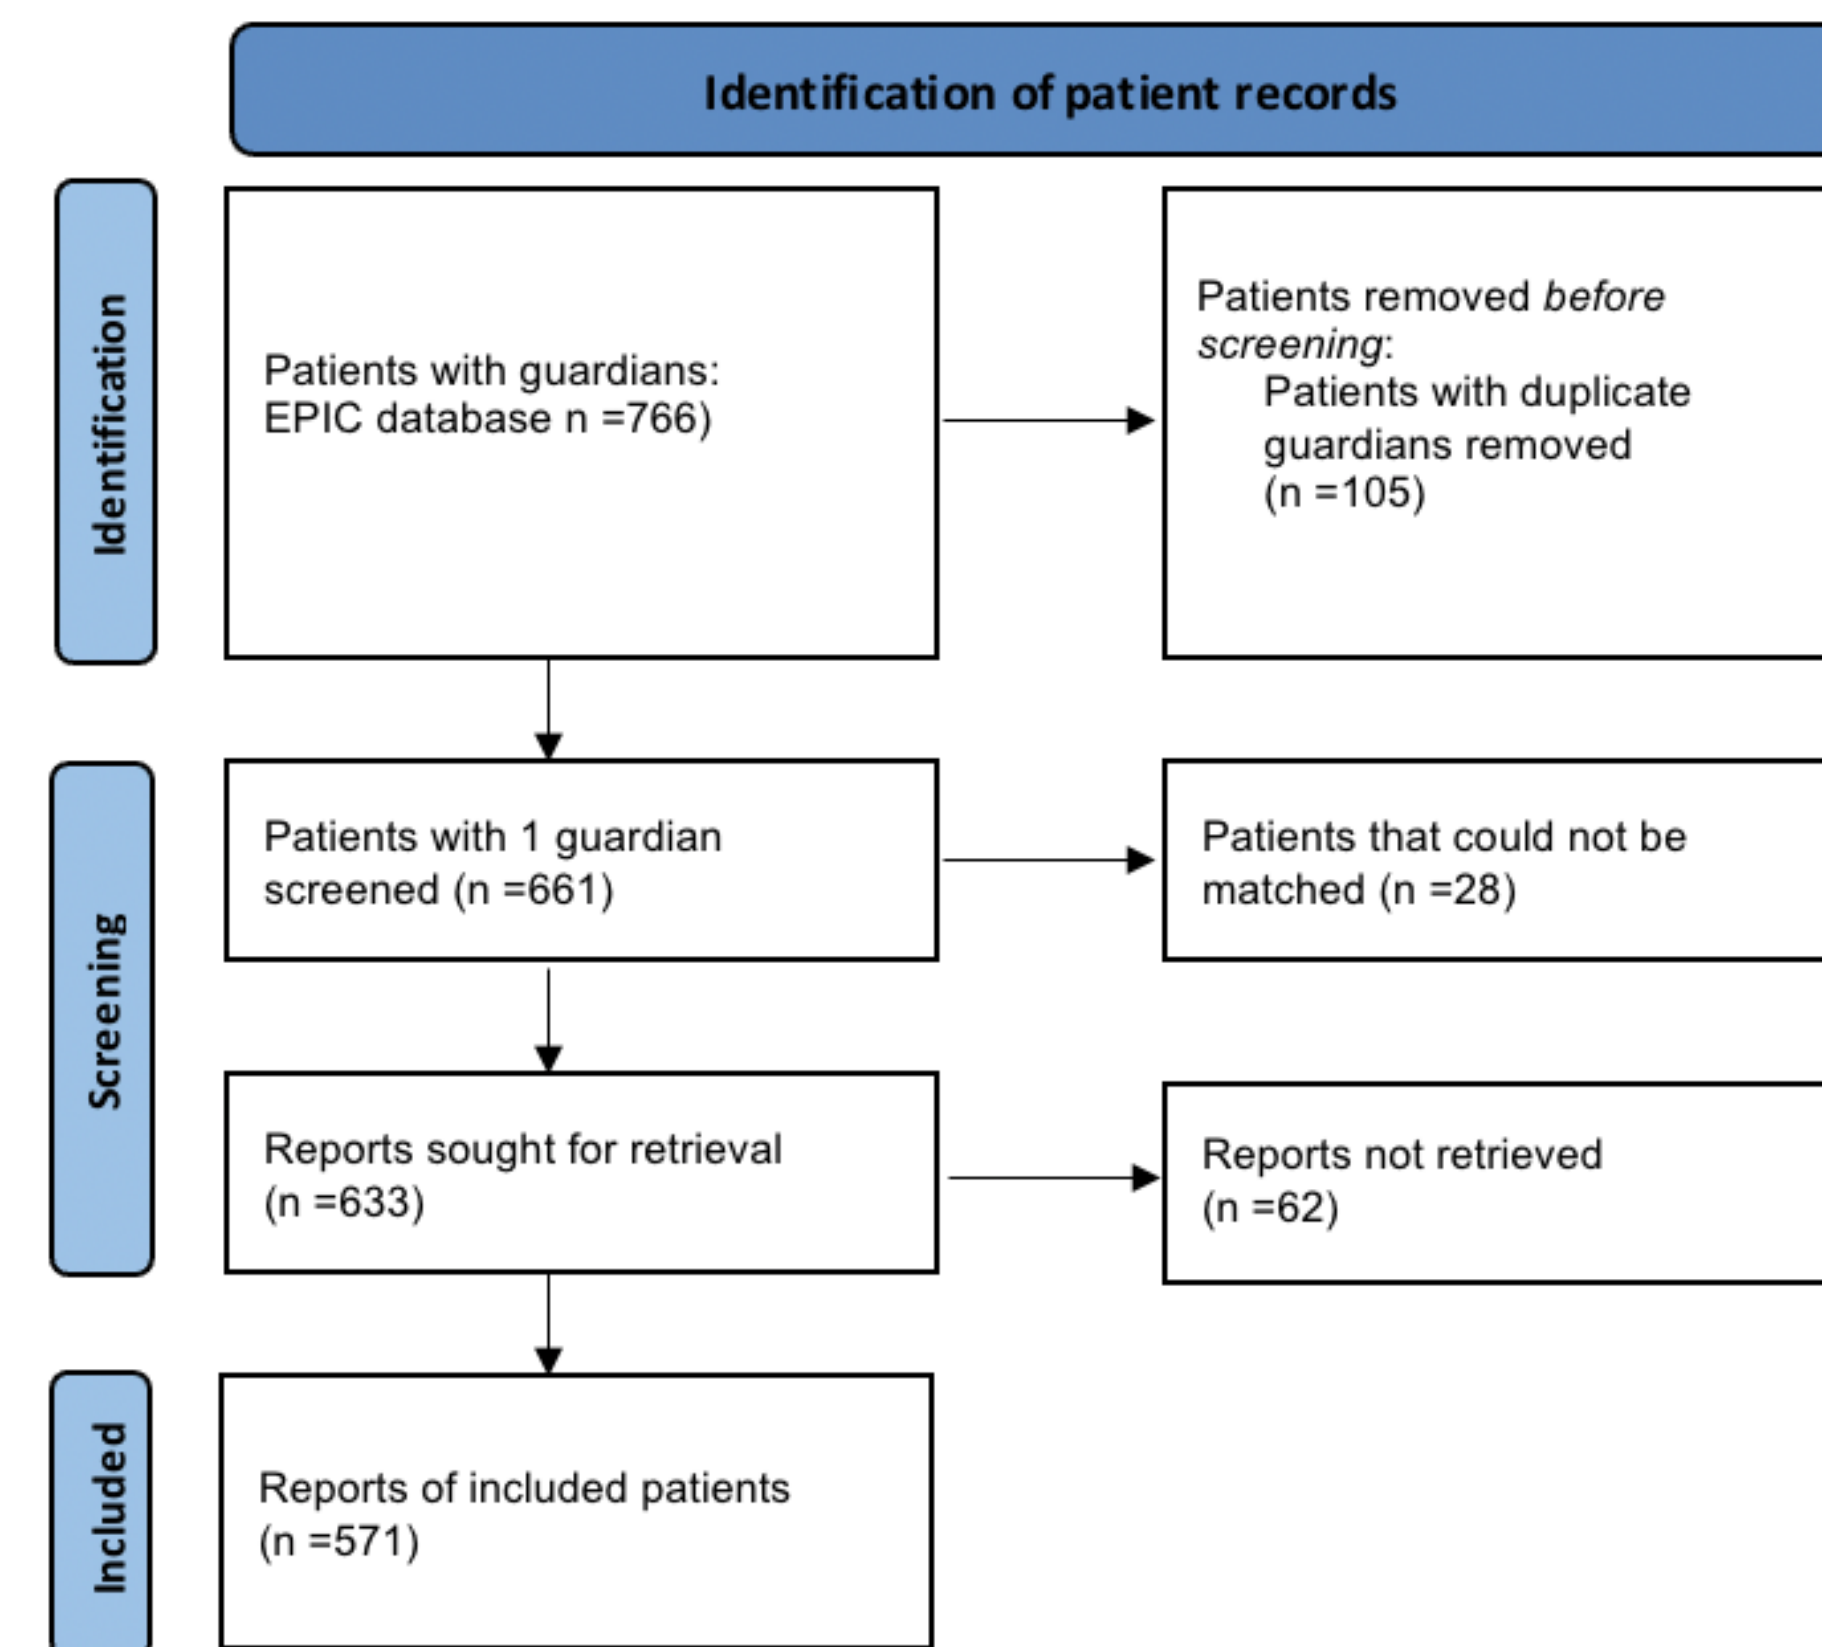 Identification of patient records
Identification
Patients with guardians:
EPIC database n =766)
Patients removed before
screening:
Patients with duplicate
guardians removed
(n =105)
Screening
Patients with 1 guardian
screened (n =661)
Patients that could not be
matched (n =28)
Reports sought for retrieval
(n =633)
Reports not retrieved
(n =62)
Included
Reports of included patients
(n =571)